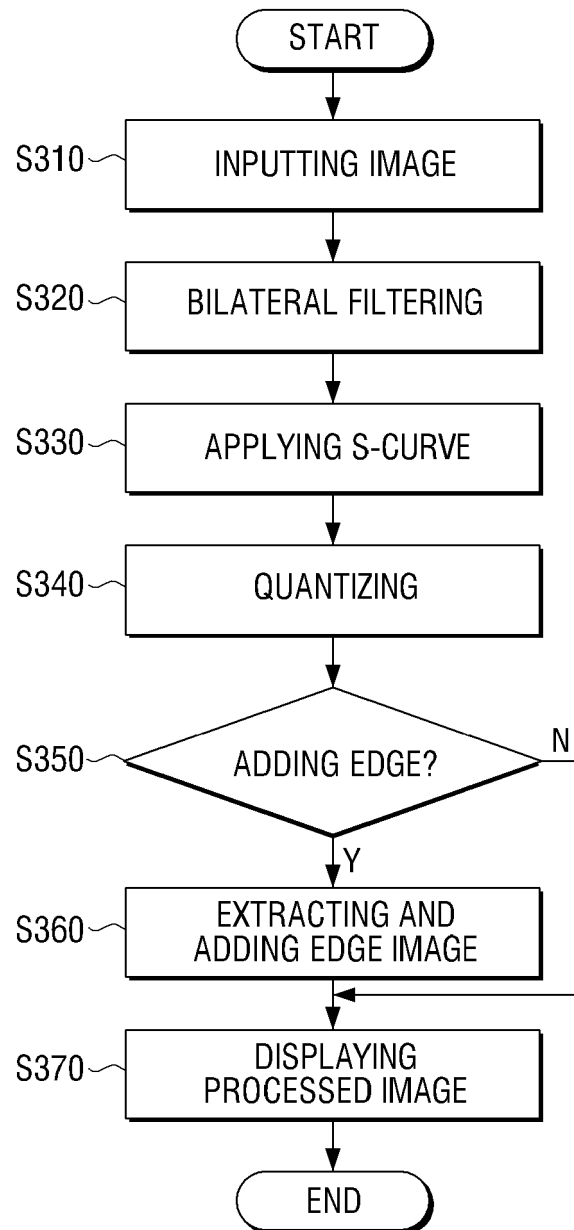 START
S310
INPUTTING IMAGE
S320
BILATERAL FILTERING
S330
APPLYING S-CURVE
S340
QUANTIZING
S350
ADDING EDGE?
N
Y
S360
EXTRACTING AND
ADDING EDGE IMAGE
S370
DISPLAYING
PROCESSED IMAGE
END